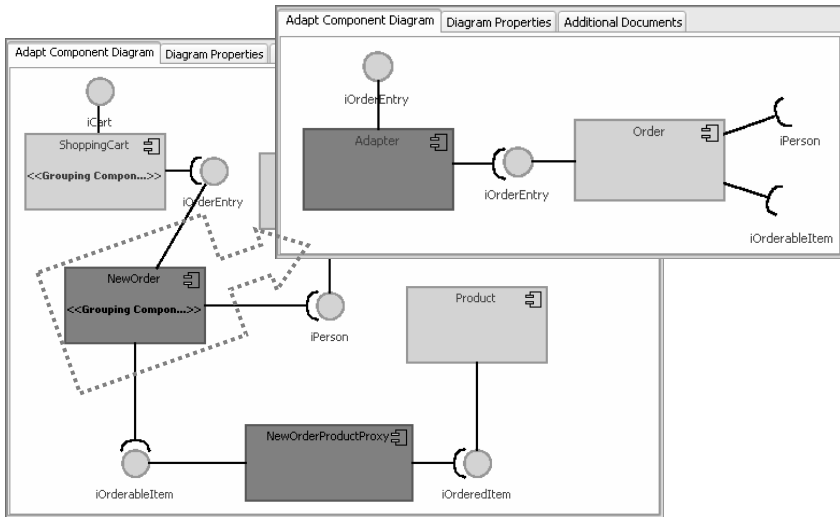 Adapt Component Diagram Diagram Properties Additional Documents
iOrderEntry
Adapter
Order
iPerson
iOrderEntry
iOrderableItem
Adapt Component Diagram Diagram Properties
iCart
ShoppingCart
<<Grouping Compon...>>
iOrderEntry
NewOrder
<<Grouping Compon...>>
iPerson
Product
NewOrderProductProxy
iOrderableItem
iOrderedItem